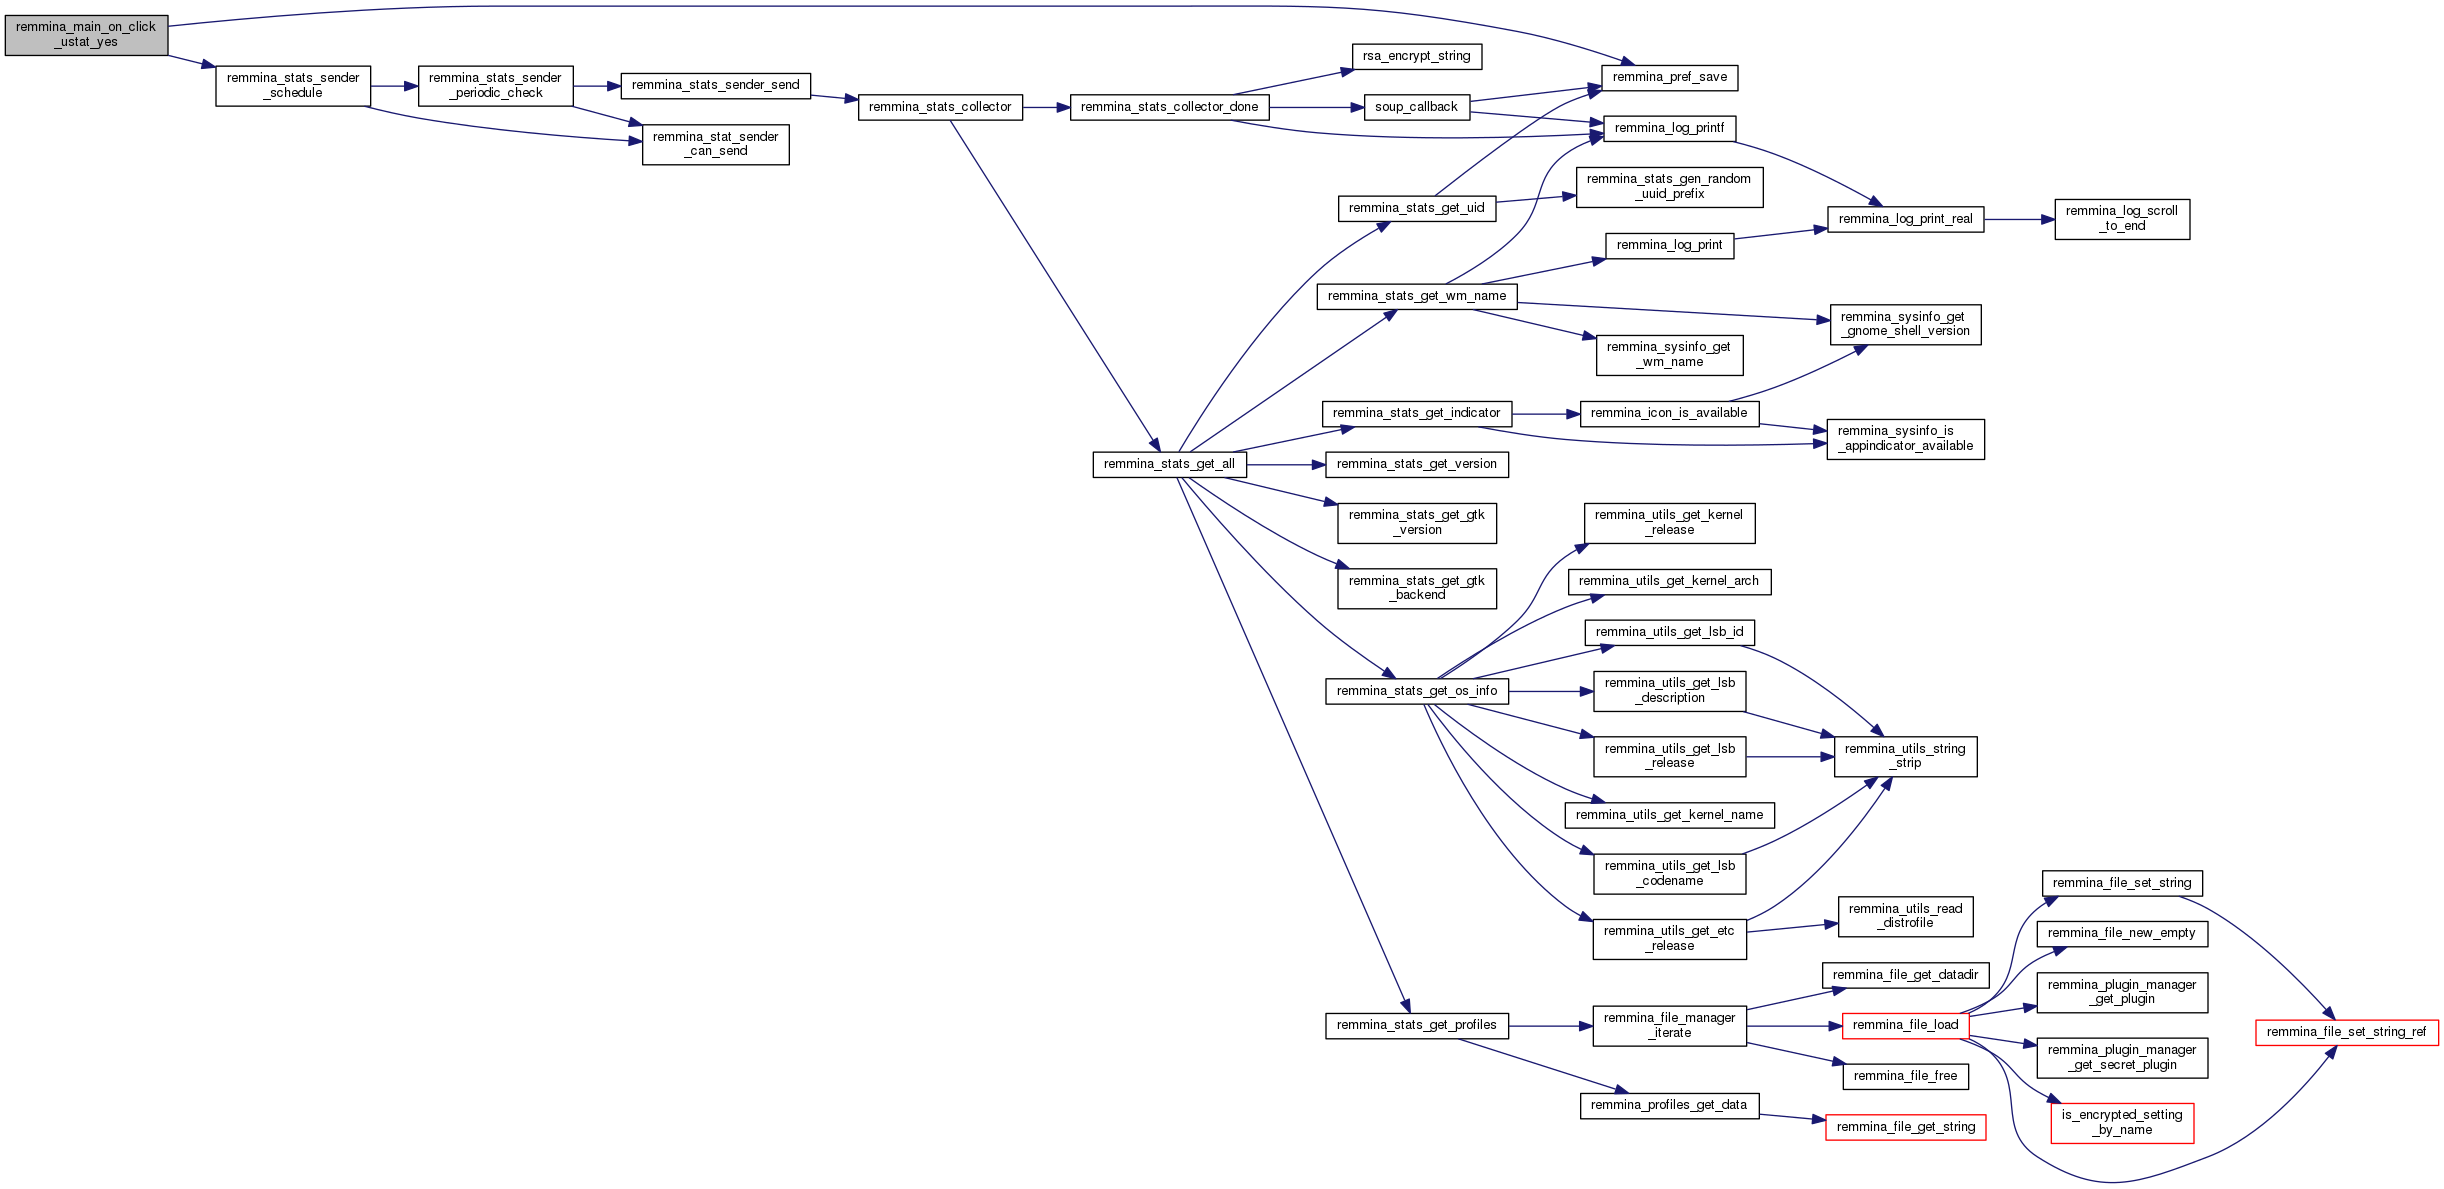 remmina_main_on_click
_ustat_yes
remmina_stats_sender
_schedule
remmina_stats_sender
_periodic_check
remmina_stats_sender_send
remmina_stat_sender
_can_send
remmina_stats_collector
remmina_stats_collector_done
rsa_encrypt_string
soup_callback
remmina_pref_save
remmina_log_printf
remmina_stats_get_uid
remmina_stats_gen_random
_uuid_prefix
remmina_log_print_real
remmina_log_scroll
_to_end
remmina_log_print
remmina_stats_get_wm_name
remmina_sysinfo_get
_gnome_shell_version
remmina_sysinfo_get
_wm_name
remmina_stats_get_indicator
remmina_icon_is_available
remmina_sysinfo_is
_appindicator_available
remmina_stats_get_all
remmina_stats_get_version
remmina_stats_get_gtk
_version
remmina_stats_get_gtk
_backend
remmina_utils_get_kernel
_release
remmina_utils_get_kernel_arch
remmina_utils_get_lsb_id
remmina_stats_get_os_info
remmina_utils_get_lsb
_description
remmina_utils_get_lsb
_release
remmina_utils_string
_strip
remmina_utils_get_kernel_name
remmina_utils_get_lsb
_codename
remmina_utils_get_etc
_release
remmina_utils_read
_distrofile
remmina_file_set_string
remmina_file_new_empty
remmina_file_get_datadir
remmina_plugin_manager
_get_plugin
remmina_stats_get_profiles
remmina_file_manager
_iterate
remmina_file_load
remmina_file_set_string_ref
remmina_plugin_manager
_get_secret_plugin
remmina_file_free
remmina_profiles_get_data
is_encrypted_setting
_by_name
remmina_file_get_string